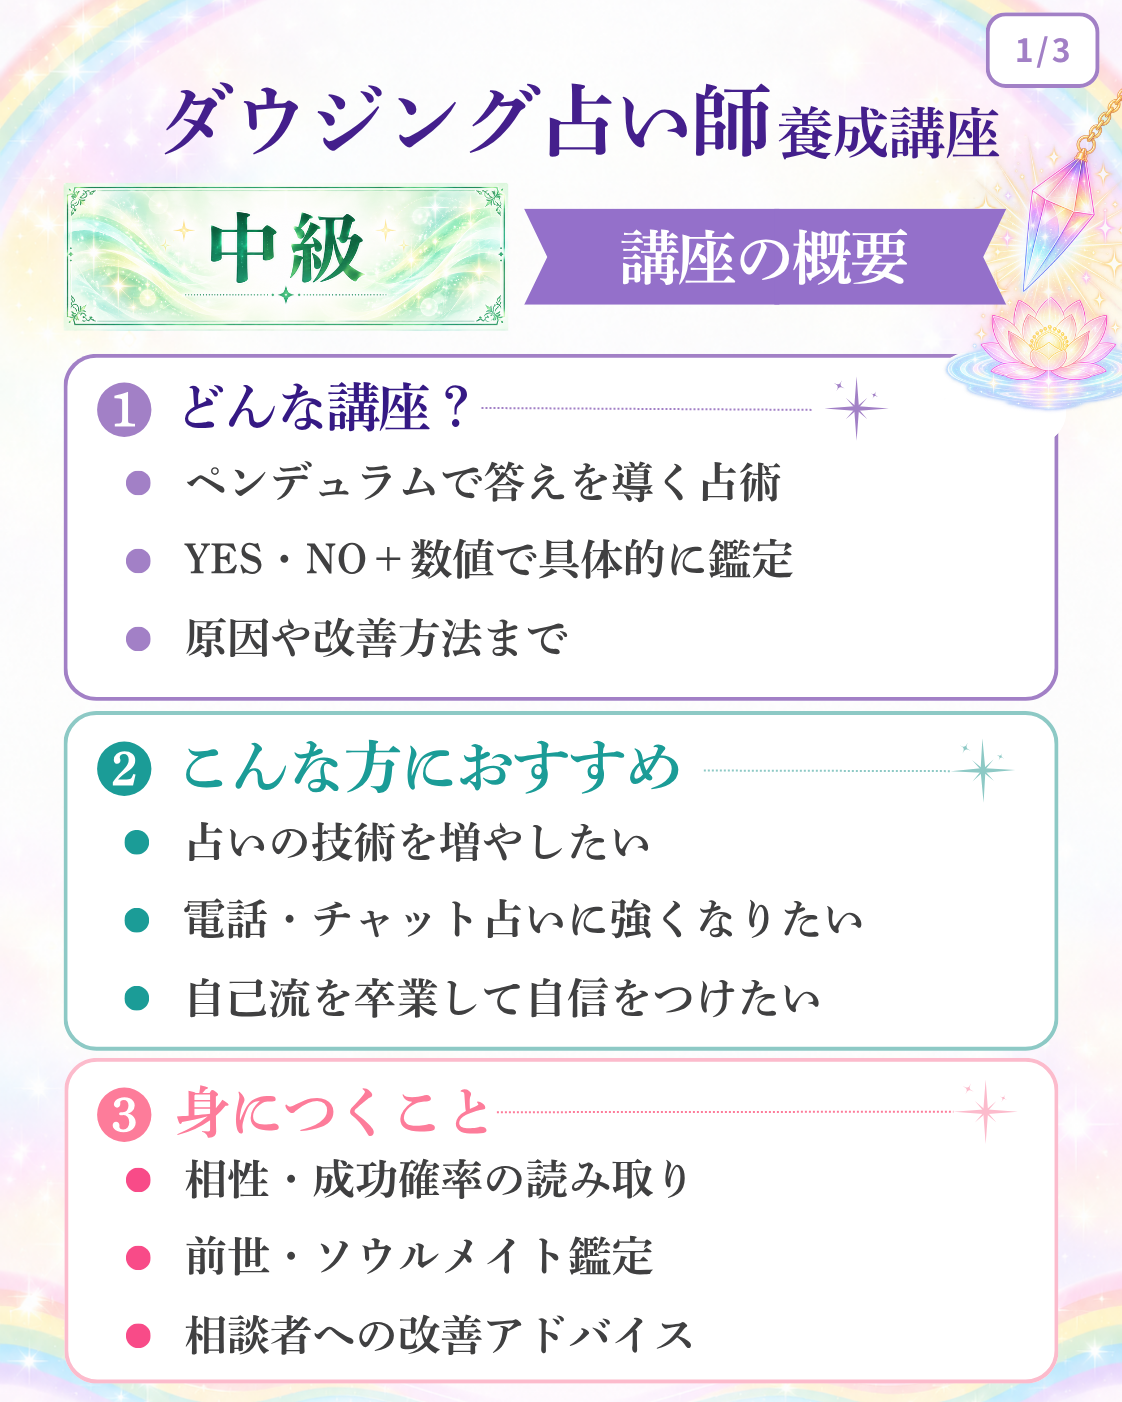 1/3
ダウジング占い師養成講座
中級
講座の概要
1 どんな講座？
ペンデュラムで答えを導く占術
YES・NO＋数値で具体的に鑑定
原因や改善方法まで
2 こんな方におすすめ
占いの技術を増やしたい
電話・チャット占いに強くなりたい
自己流を卒業して自信をつけたい
3 身につくこと
相性・成功確率の読み取り
前世・ソウルメイト鑑定
相談者への改善アドバイス